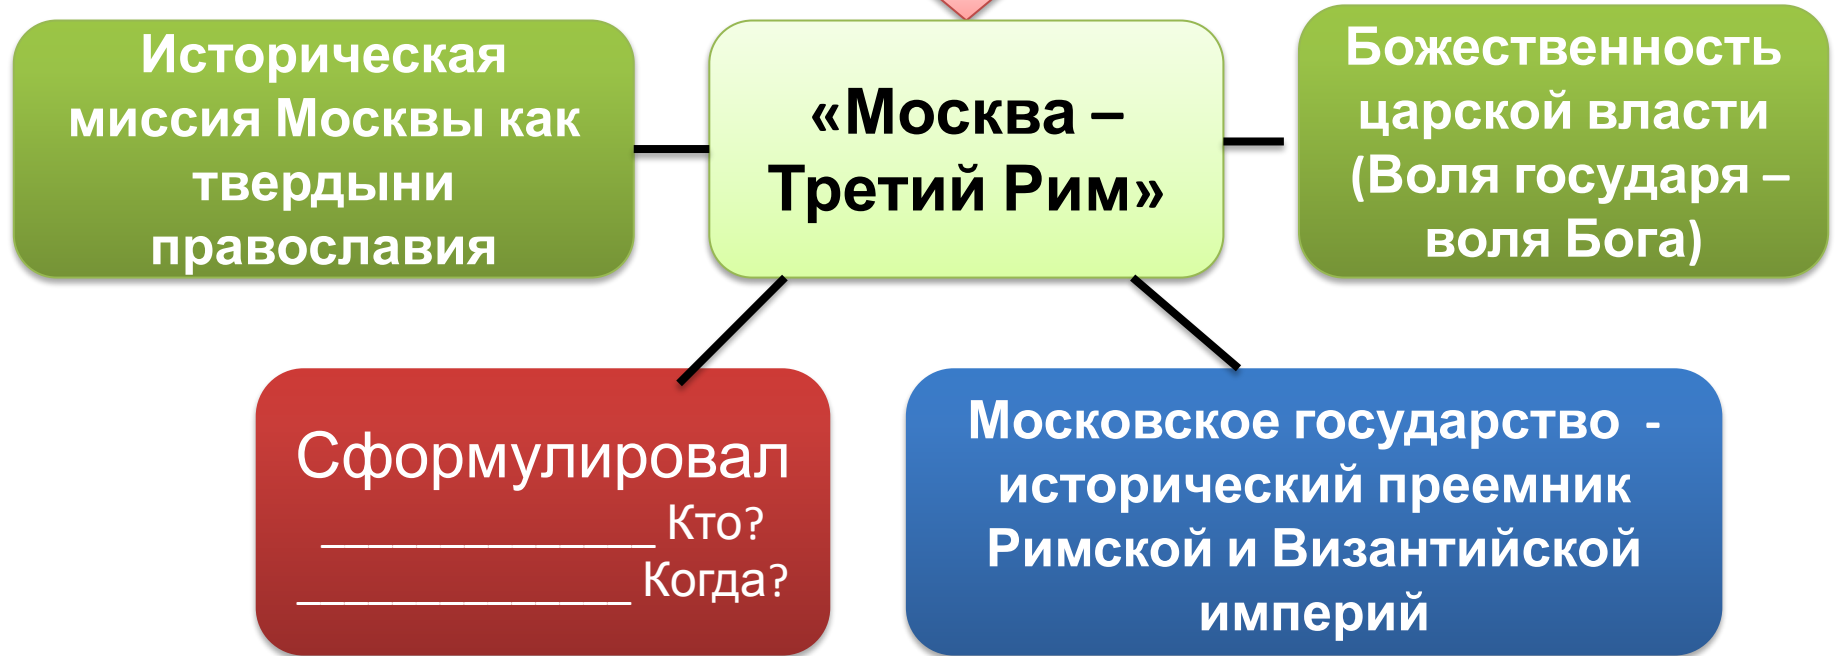 Историческая
миссия Москвы как
твердыни
православия
«Москва –
Третий Рим»
Божественность
царской власти
(Воля государя –
воля Бога)
Сформулировал
______________ Кто?
______________ Когда?
Московское государство -
исторический преемник
Римской и Византийской
империй